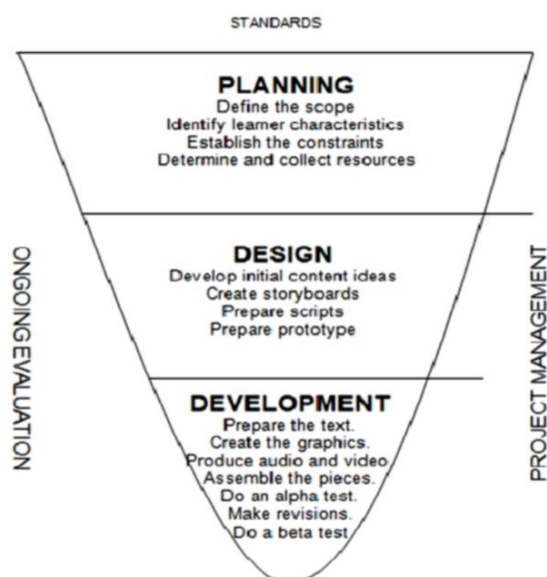 STANDARDS
PLANNING
Define the scope
Identify learner characteristics
Establish the constraints
Determine and collect resources
DESIGN
Develop initial content ideas
Create storyboards
Prepare scripts
Prepare prototype
DEVELOPMENT
Prepare the text.
Create the graphics.
Produce audio and video
Assemble the pieces.
Do an alpha test.
Make revisions.
Do a beta test
ONGOING EVALUATION
PROJECT MANAGEMENT